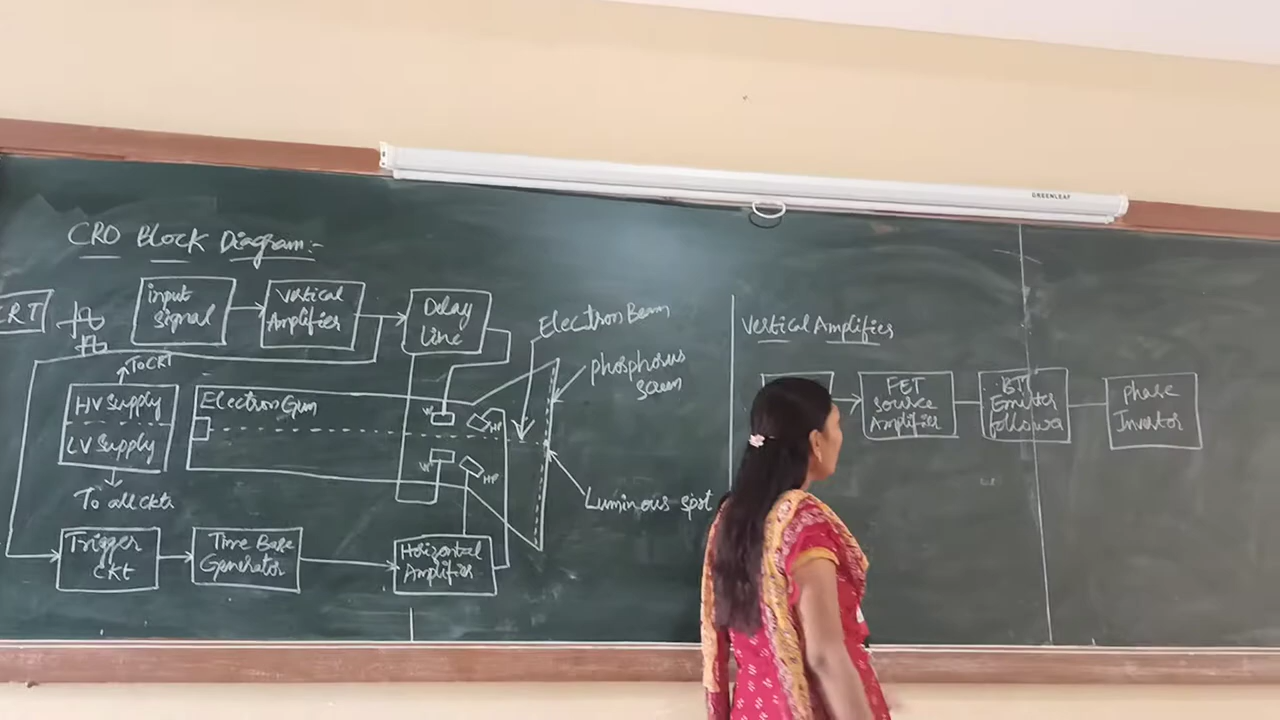 GREENLEAF
CRO Block Diagram:-
CRT
input
signal
Vertical
Amplifier
Delay
Line
To CRT
HV Supply
LV Supply
To all Ckts
Electron Gun
VP
HP
VP
HP
Electron Beam
phosphorus
screen
Luminous spot
Trigger
CKT
Time Base
Generator
Horizontal
Amplifier
Vertical Amplifies
FET
Source
Amplifier
BJT
Emitter
follower
phase
Invertor